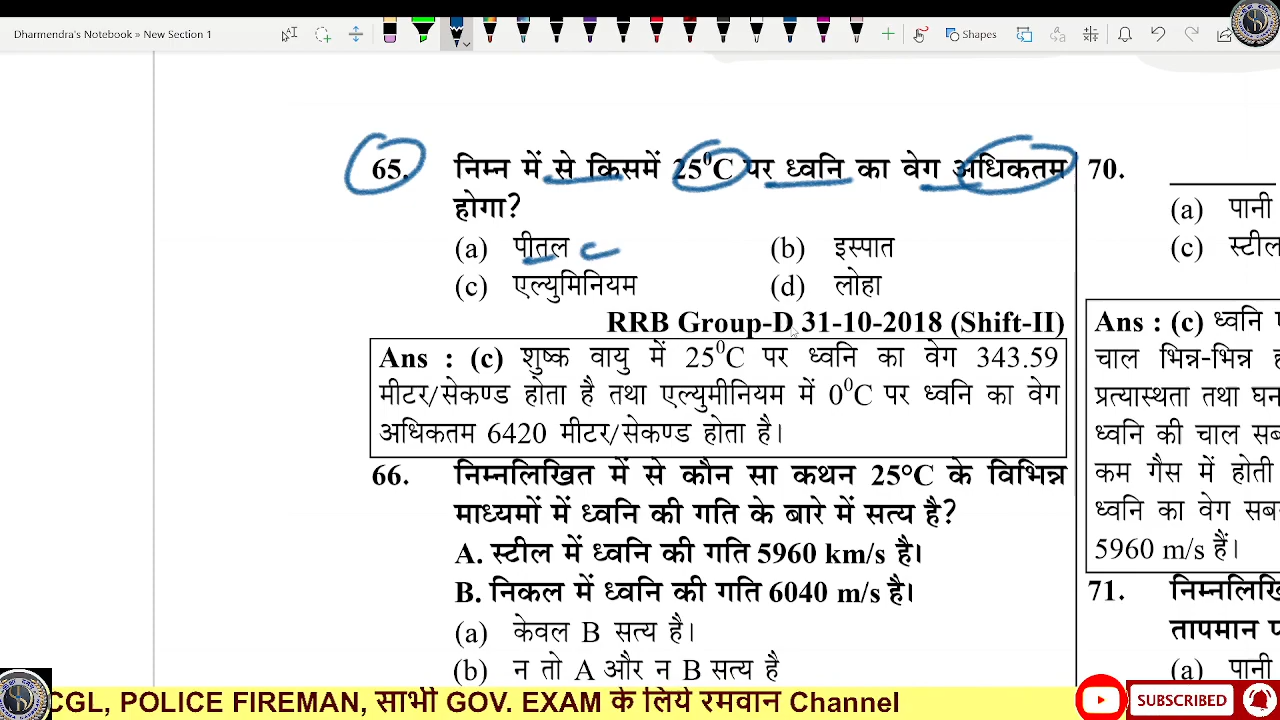 Dharmendra's Notebook » New Section 1
Shapes
65. निम्न में से किसमें 25⁰C पर ध्वनि का वेग अधिकतम
होगा?
(a) पीतल
(b) इस्पात
(c) एल्युमिनियम
(d) लोहा
RRB Group-D 31-10-2018 (Shift-II)
Ans : (c) शुष्क वायु में 25⁰C पर ध्वनि का वेग 343.59
मीटर/सेकण्ड होता है तथा एल्युमीनियम में 0⁰C पर ध्वनि का वेग
अधिकतम 6420 मीटर/सेकण्ड होता है।
66. निम्नलिखित में से कौन सा कथन 25°C के विभिन्न
माध्यमों में ध्वनि की गति के बारे में सत्य है?
A. स्टील में ध्वनि की गति 5960 km/s है।
B. निकल में ध्वनि की गति 6040 m/s है।
(a) केवल B सत्य है।
(b) न तो A और न B सत्य है
70.
(a) पानी
(c) स्टील
Ans : (c) ध्वनि
चाल भिन्न-भिन्न
प्रत्यास्थता तथा घन
ध्वनि की चाल सब
कम गैस में होती
ध्वनि का वेग सब
5960 m/s हैं।
71. निम्नलिखि
तापमान प
(a) पानी
CGL, POLICE FIREMAN, साभी GOV. EXAM के लिये रमवान Channel
SUBSCRIBED